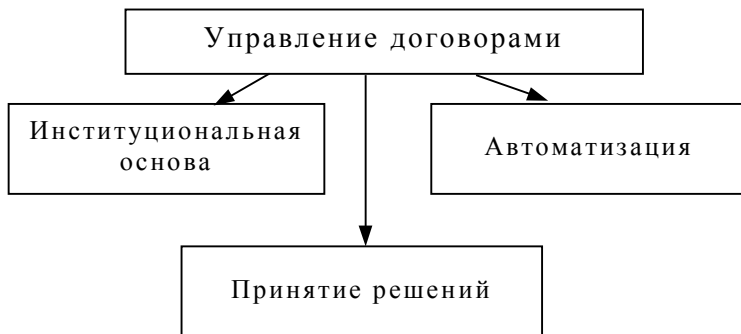 Управление договорами
Институциональная
основа
Автоматизация
Принятие решений